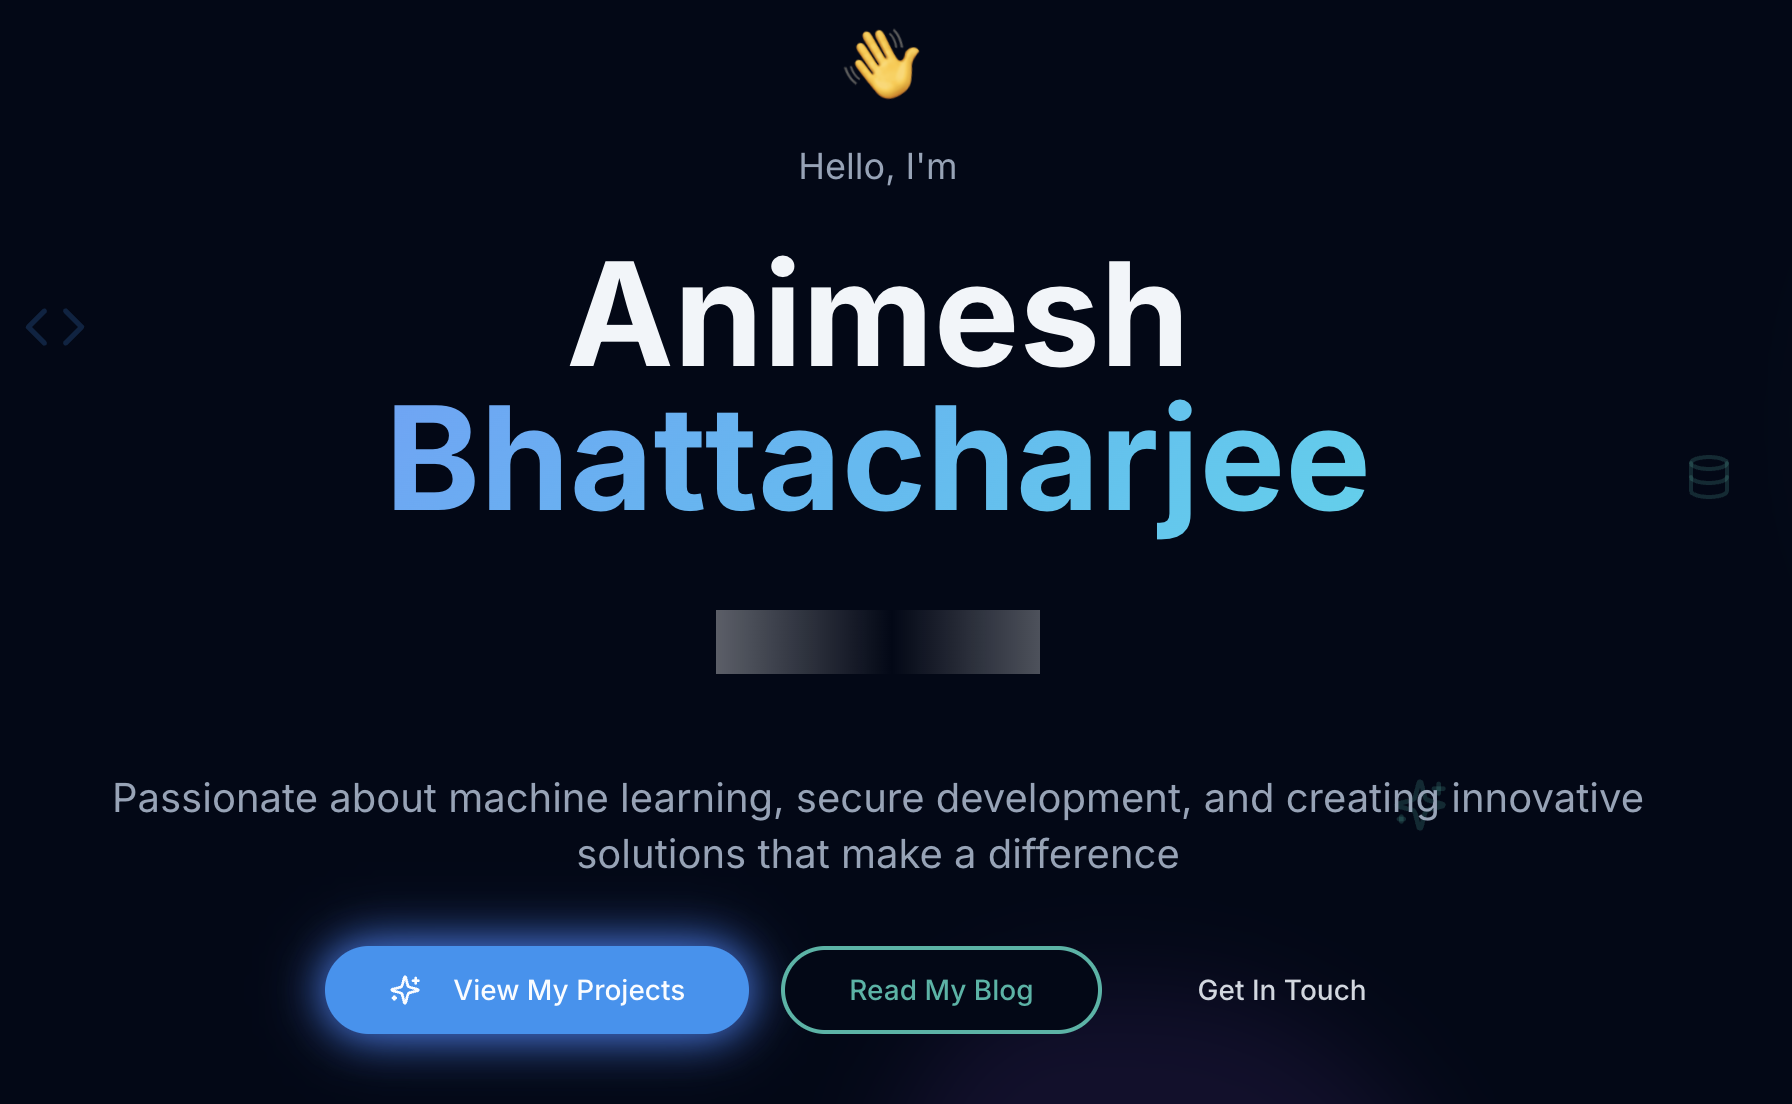 Hello, I'm
Animesh
Bhattacharjee
Passionate about machine learning, secure development, and creating innovative
solutions that make a difference
View My Projects
Read My Blog
Get In Touch